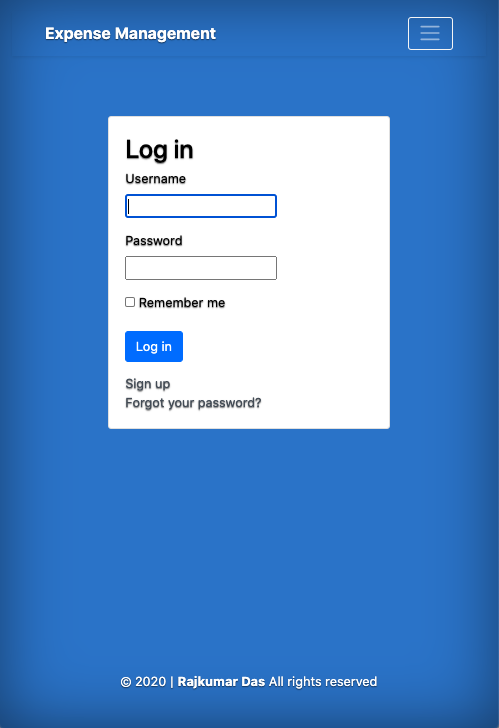 Expense Management
Log in
Username
Password
Remember me
Log in
Sign up
Forgot your password?
© 2020 | Rajkumar Das All rights reserved